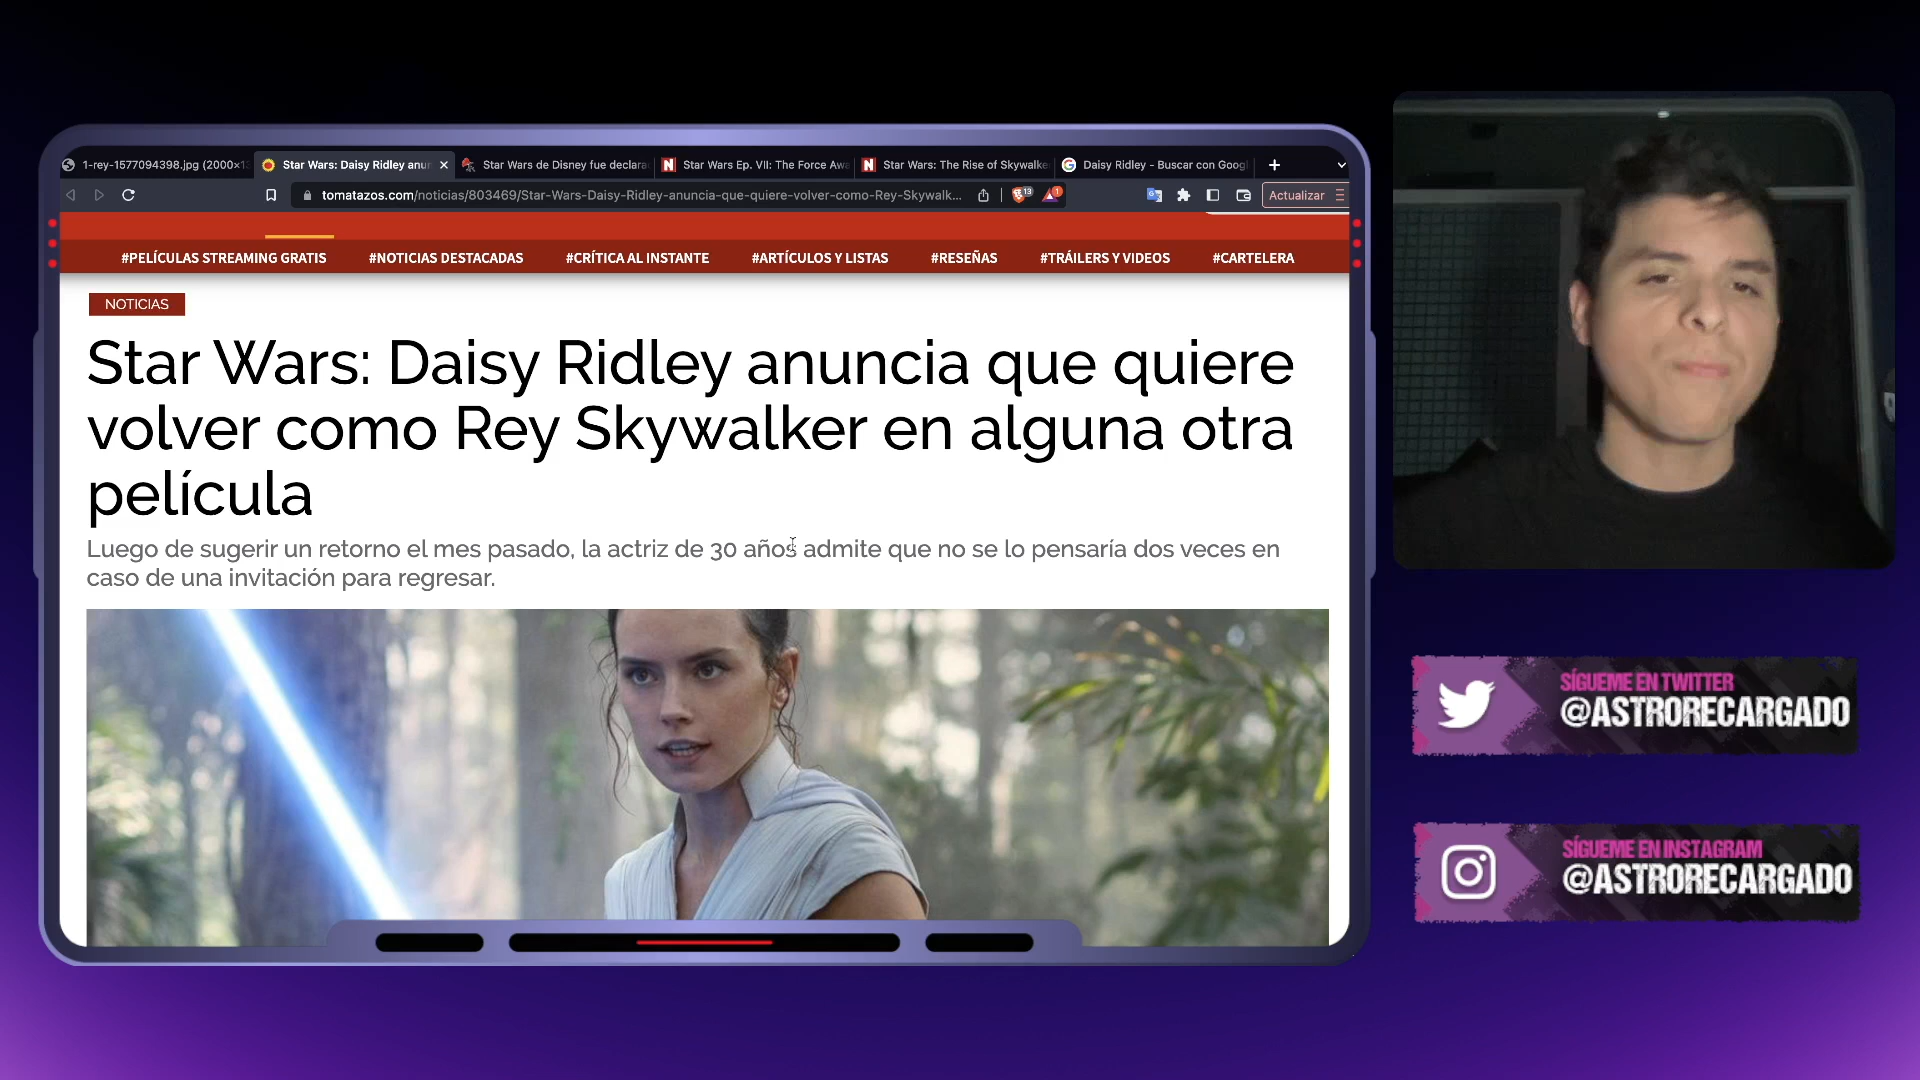 1-rey-1577094398.jpg (2000×13
Star Wars: Daisy Ridley anun
Star Wars de Disney fue declara
Star Wars Ep. VII: The Force Awa
Star Wars: The Rise of Skywalke
Daisy Ridley - Buscar con Googl
tomatazos.com/noticias/803469/Star-Wars-Daisy-Ridley-anuncia-que-quiere-volver-como-Rey-Skywalk...
13
1
Actualizar
#PELÍCULAS STREAMING GRATIS
#NOTICIAS DESTACADAS
#CRÍTICA AL INSTANTE
#ARTÍCULOS Y LISTAS
#RESEÑAS
#TRÁILERS Y VIDEOS
#CARTELERA
NOTICIAS
Star Wars: Daisy Ridley anuncia que quiere
volver como Rey Skywalker en alguna otra
película
Luego de sugerir un retorno el mes pasado, la actriz de 30 años admite que no se lo pensaría dos veces en
caso de una invitación para regresar.
SÍGUEME EN TWITTER
@ASTRORECARGADO
SÍGUEME EN INSTAGRAM
@ASTRORECARGADO